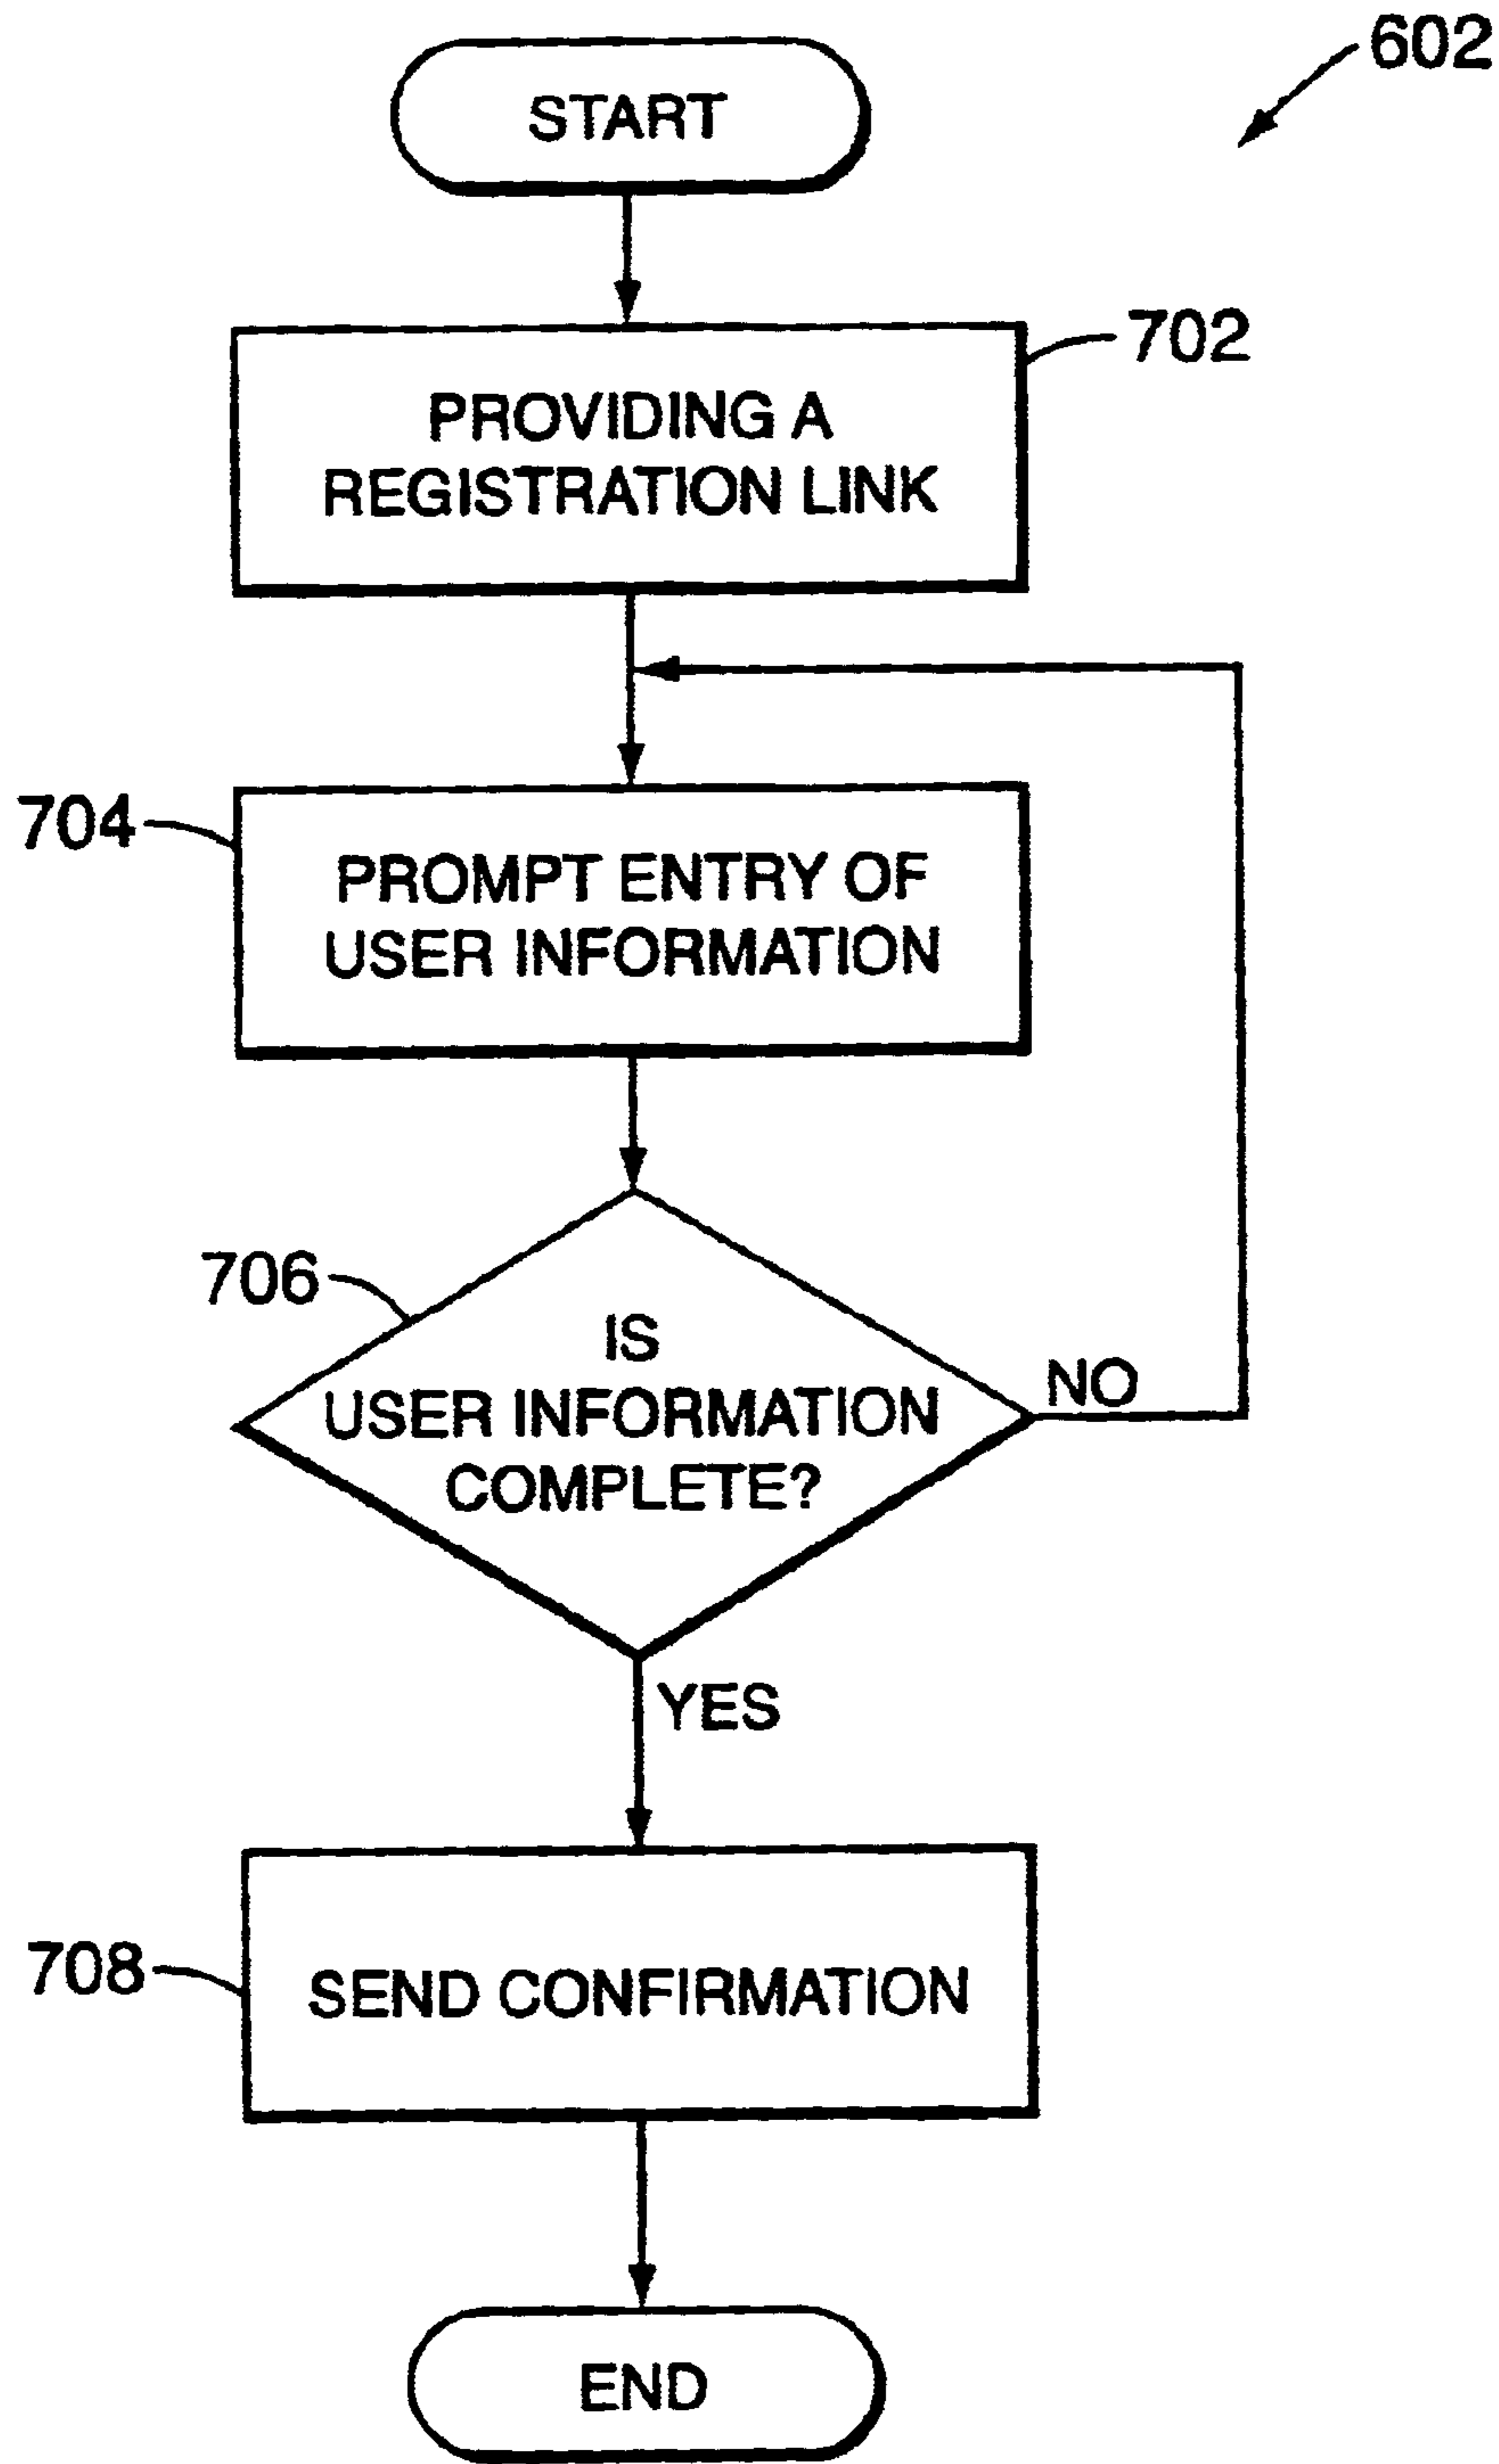 602
START
702
PROVIDING A
REGISTRATION LINK
704
PROMPT ENTRY OF
USER INFORMATION
706
IS
USER INFORMATION
COMPLETE?
NO
YES
708
SEND CONFIRMATION
END